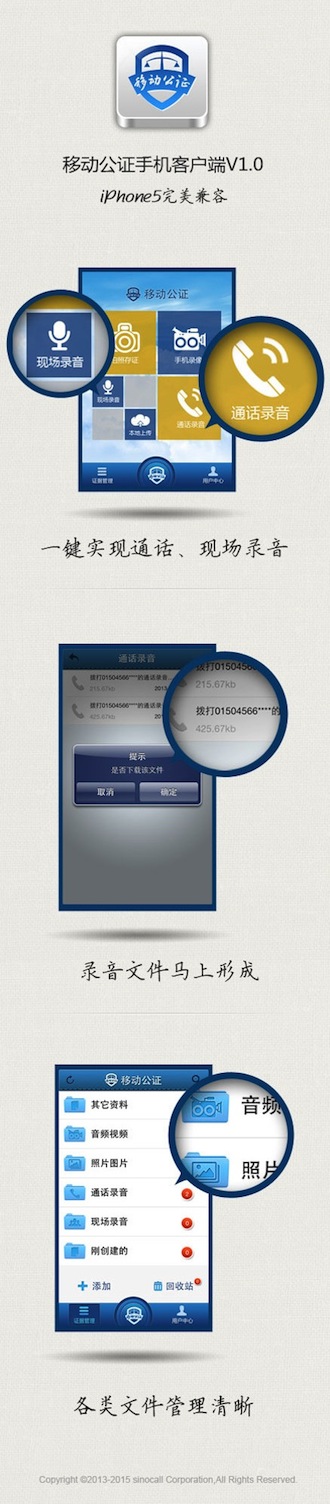 移动公证
移动公证手机客户端V1.0
iPhone5完美兼容
移动公证
现场录音
拍照存证
手机录像
通话录音
现场录音
本地上传
通话录音
证据管理
用户中心
一键实现通话、现场录音
通话录音
拨打01504566***的通话录音...
215.67kb
2013
拨打01504566***的通话录音
425.67kb
201
拨打01504566
215.67kb
拨打01504566****的
425.67kb
提示
是否下载该文件
取消 确定
录音文件马上形成
移动公证
其它资料
音频视频
照片图片
通话录音 2
现场录音 0
刚创建的 0
音频
照片
添加 回收站
证据管理
用户中心
各类文件管理清晰
Copyright ©2013-2015 sinocall Corporation,All Rights Reserved.